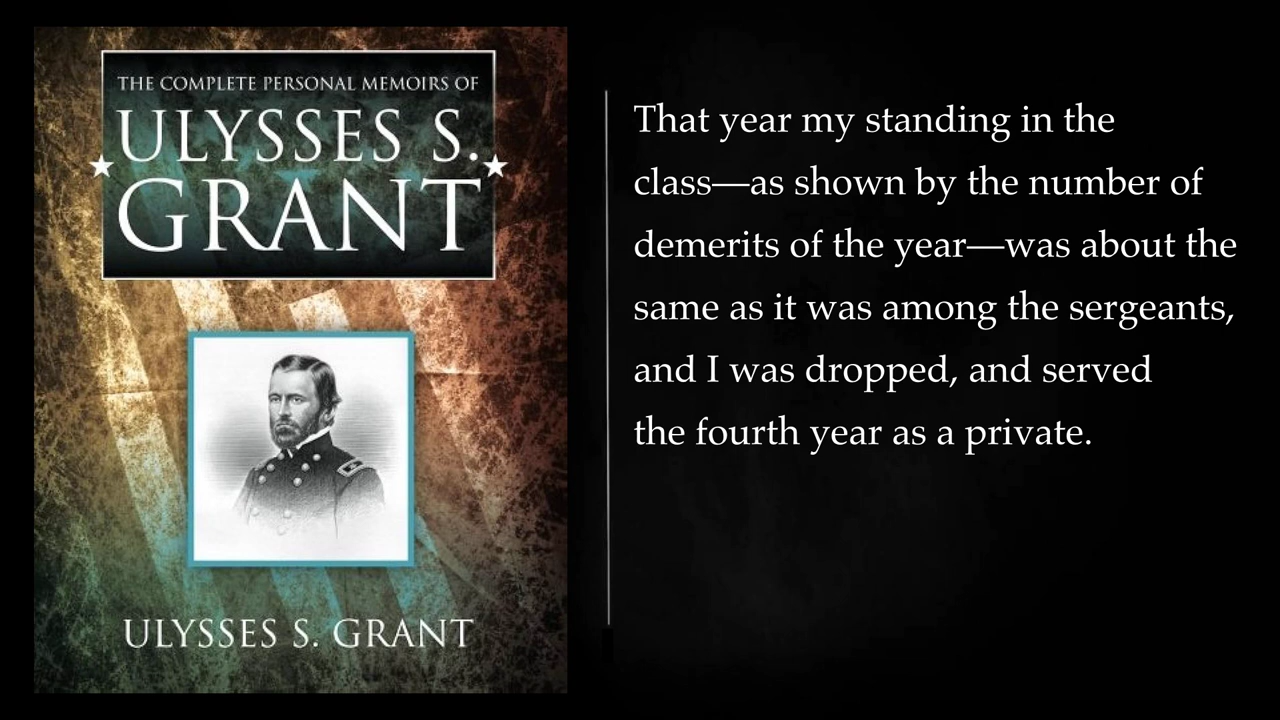 THE COMPLETE PERSONAL MEMOIRS OF
ULYSSES S.
GRANT
ULYSSES S. GRANT
That year my standing in the
class—as shown by the number of
demerits of the year—was about the
same as it was among the sergeants,
and I was dropped, and served
the fourth year as a private.